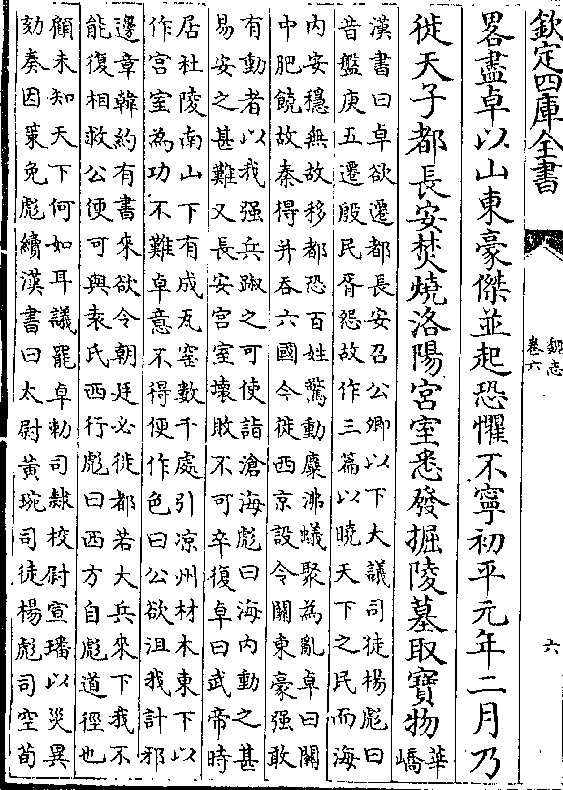 欽定四庫全書
魏志
卷六
六
畧盡卓以山東豪傑並起恐懼不寧初平元年二月乃
徙天子都長安焚燒洛陽宮室悉發掘陵墓取寶物華
嶠
漢書曰卓欲遷都長安召公卿以下大議司徒楊彪曰
昔盤庚五遷殷民胥怨故作三篇以曉天下之民而海
内安穩無故移都恐百姓驚動麋沸蟻聚為亂卓曰關
中肥饒故秦得并吞六國今徙西京設令關東豪强敢
有動者以我强兵踧之可使詣滄海彪曰海内動之甚
易安之甚難又長安宮室壞敗不可卒復卓曰武帝時
居社陵南山下有成瓦窑數千處引凉州材木東下以
作宫室為功不難卓意不得便作色曰公欲沮我計邪
邊章韓約有書來欲令朝廷必徙都若大兵來下我不
能復相救公便可與袁氏西行彪曰西方自彪道徑也
顧未知天下何如耳議罷卓勅司隸校尉宣璠以災異
劾奏因策免彪續漢書曰太尉黃琬司徒楊彪司空荀